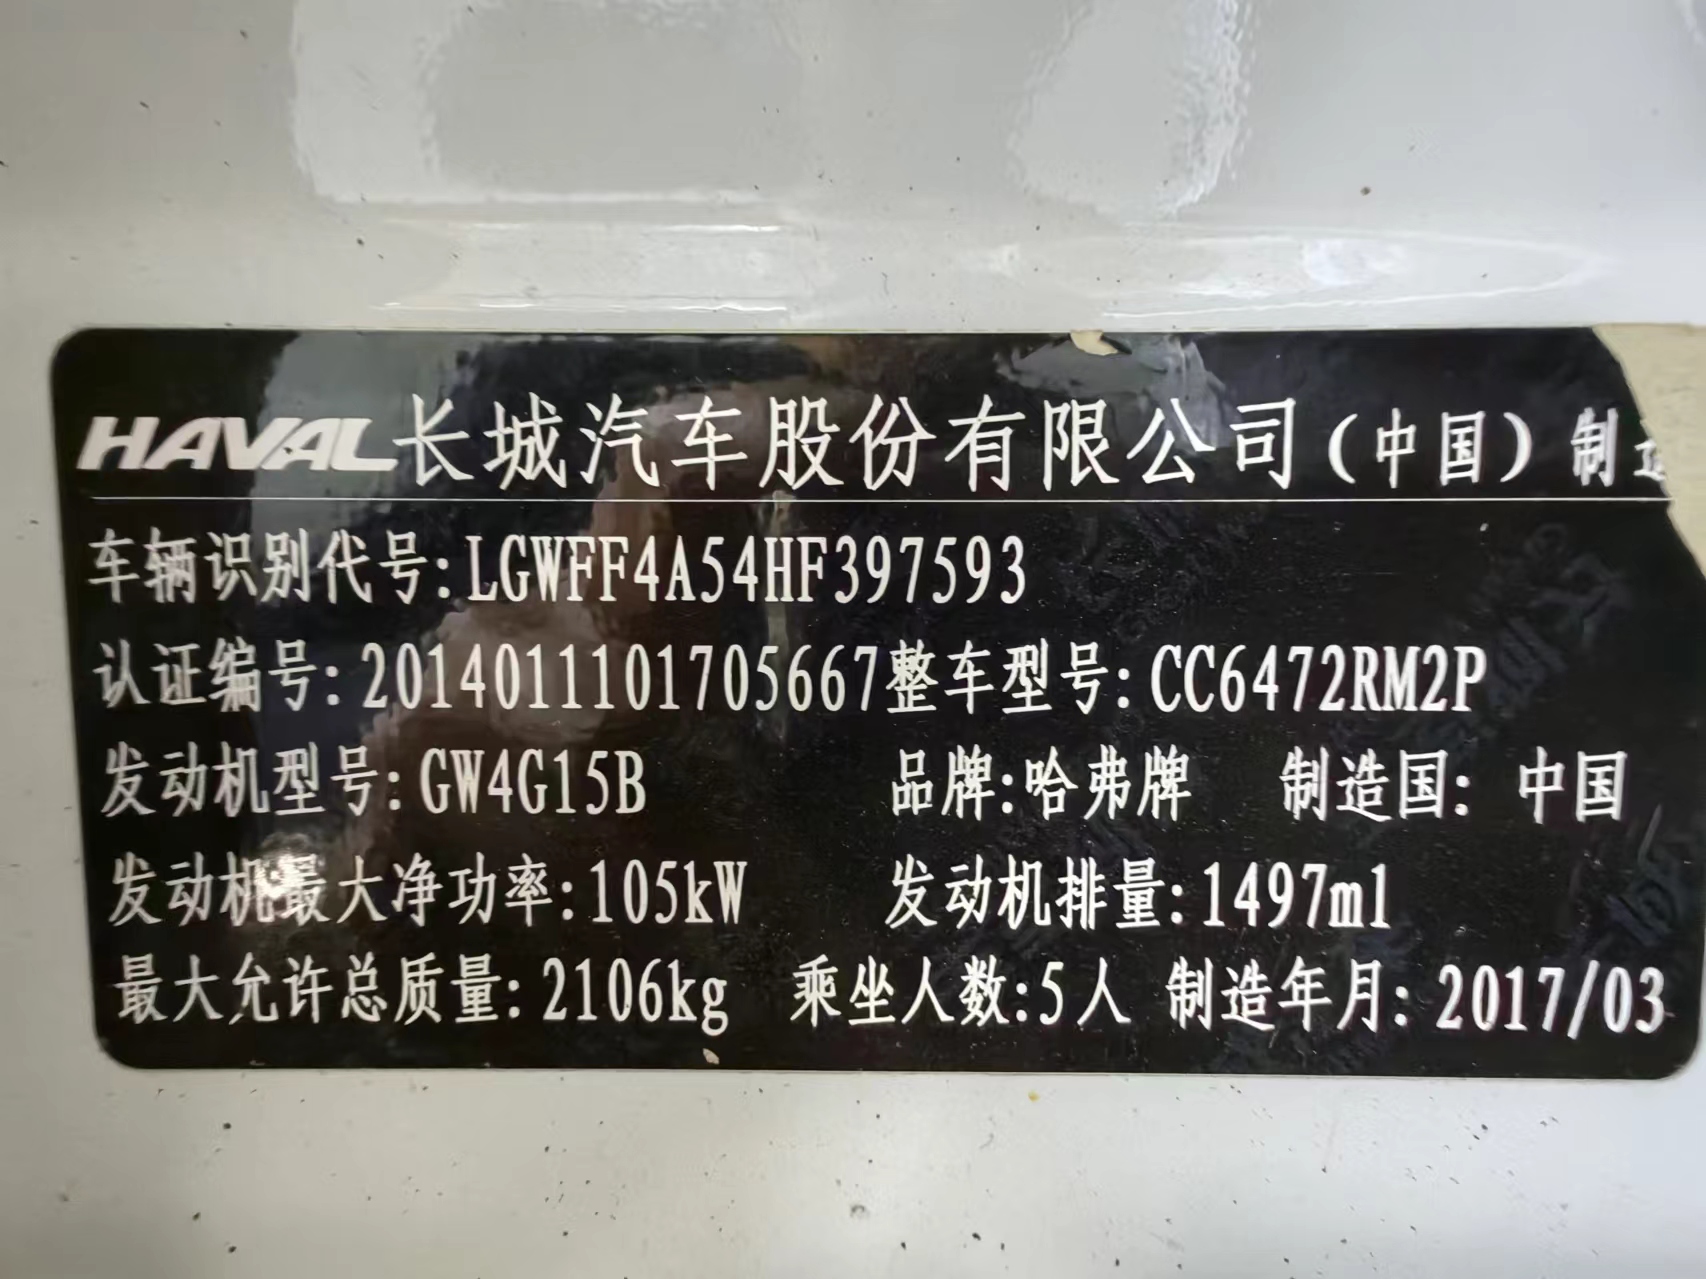 HAVAL长城汽车股份有限公司(中国)制造
车辆识别代号:LGWFF4A54HF397593
认证编号:2014011101705667整车型号:CC6472RM2P
发动机型号:GW4G15B 品牌:哈弗牌 制造国:中国
发动机最大净功率:105kW 发动机排量:1497ml
最大允许总质量:2106kg 乘坐人数:5人 制造年月:2017/03